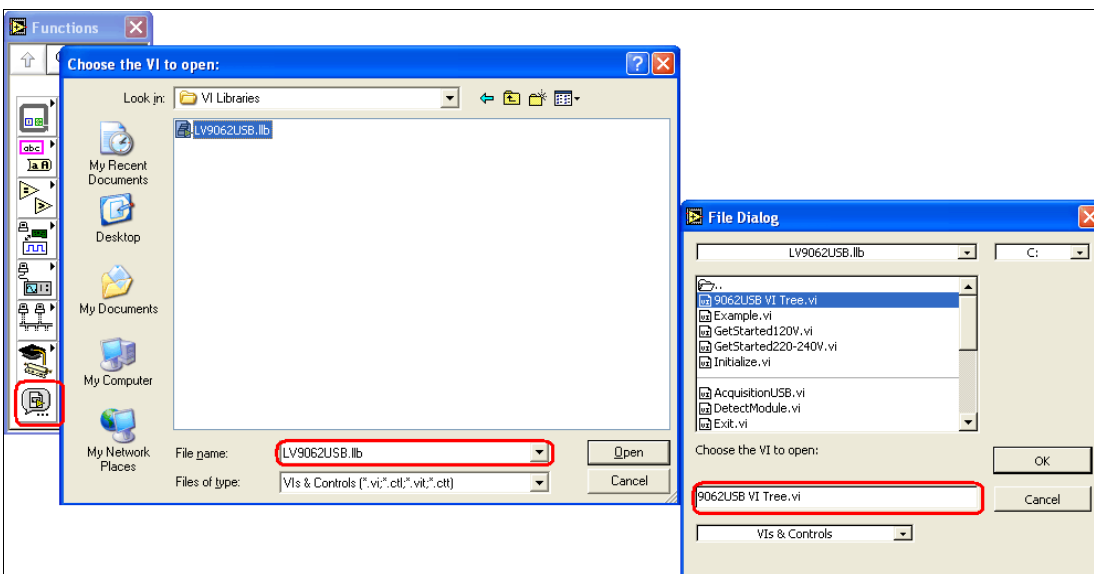 Functions
Choose the VI to open:
Look in:
VI Libraries
LV9062USB.llb
My Recent
Documents
Desktop
My Documents
My Computer
My Network
Places
File name:
LV9062USB.llb
Open
Files of type:
VIs & Controls (*.vi;*.ctl;*.vit;*.ctt)
Cancel
File Dialog
LV9062USB.llb
C:
..
9062USB VI Tree.vi
Example.vi
GetStarted120V.vi
GetStarted220-240V.vi
Initialize.vi
AcquisitionUSB.vi
DetectModule.vi
Exit.vi
Choose the VI to open:
OK
9062USB VI Tree.vi
Cancel
VIs & Controls